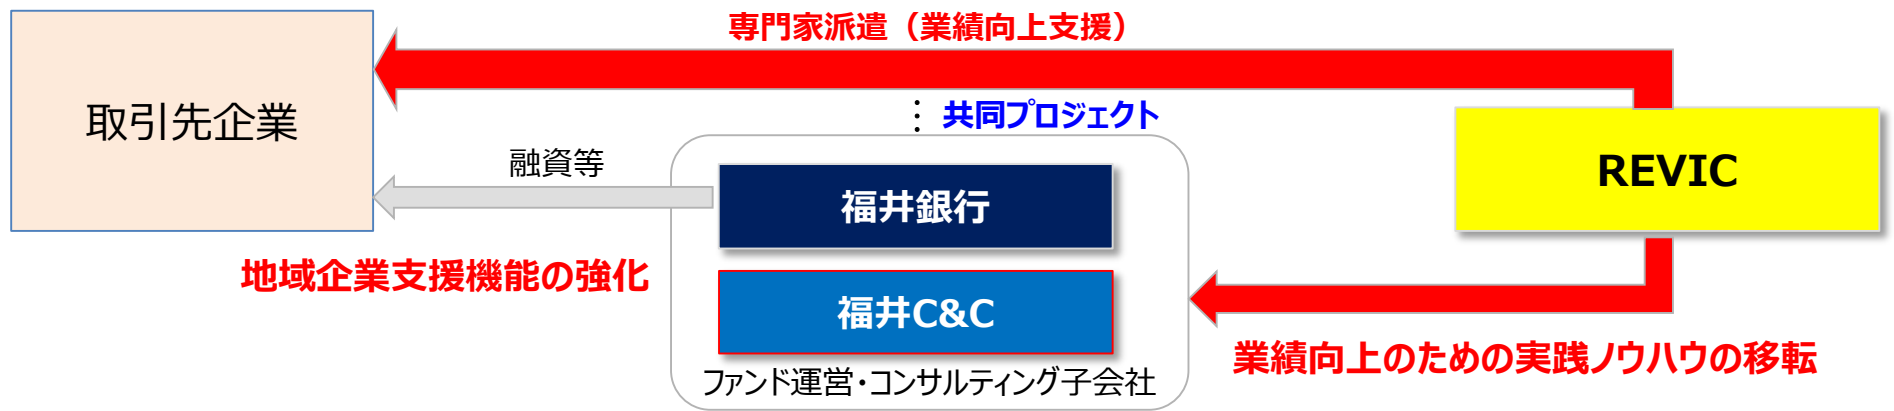 専門家派遣（業績向上支援）
取引先企業
共同プロジェクト
融資等
REVIC
福井銀行
地域企業支援機能の強化
福井C&C
業績向上のための実践ノウハウの移転
ファンド運営・コンサルティング子会社